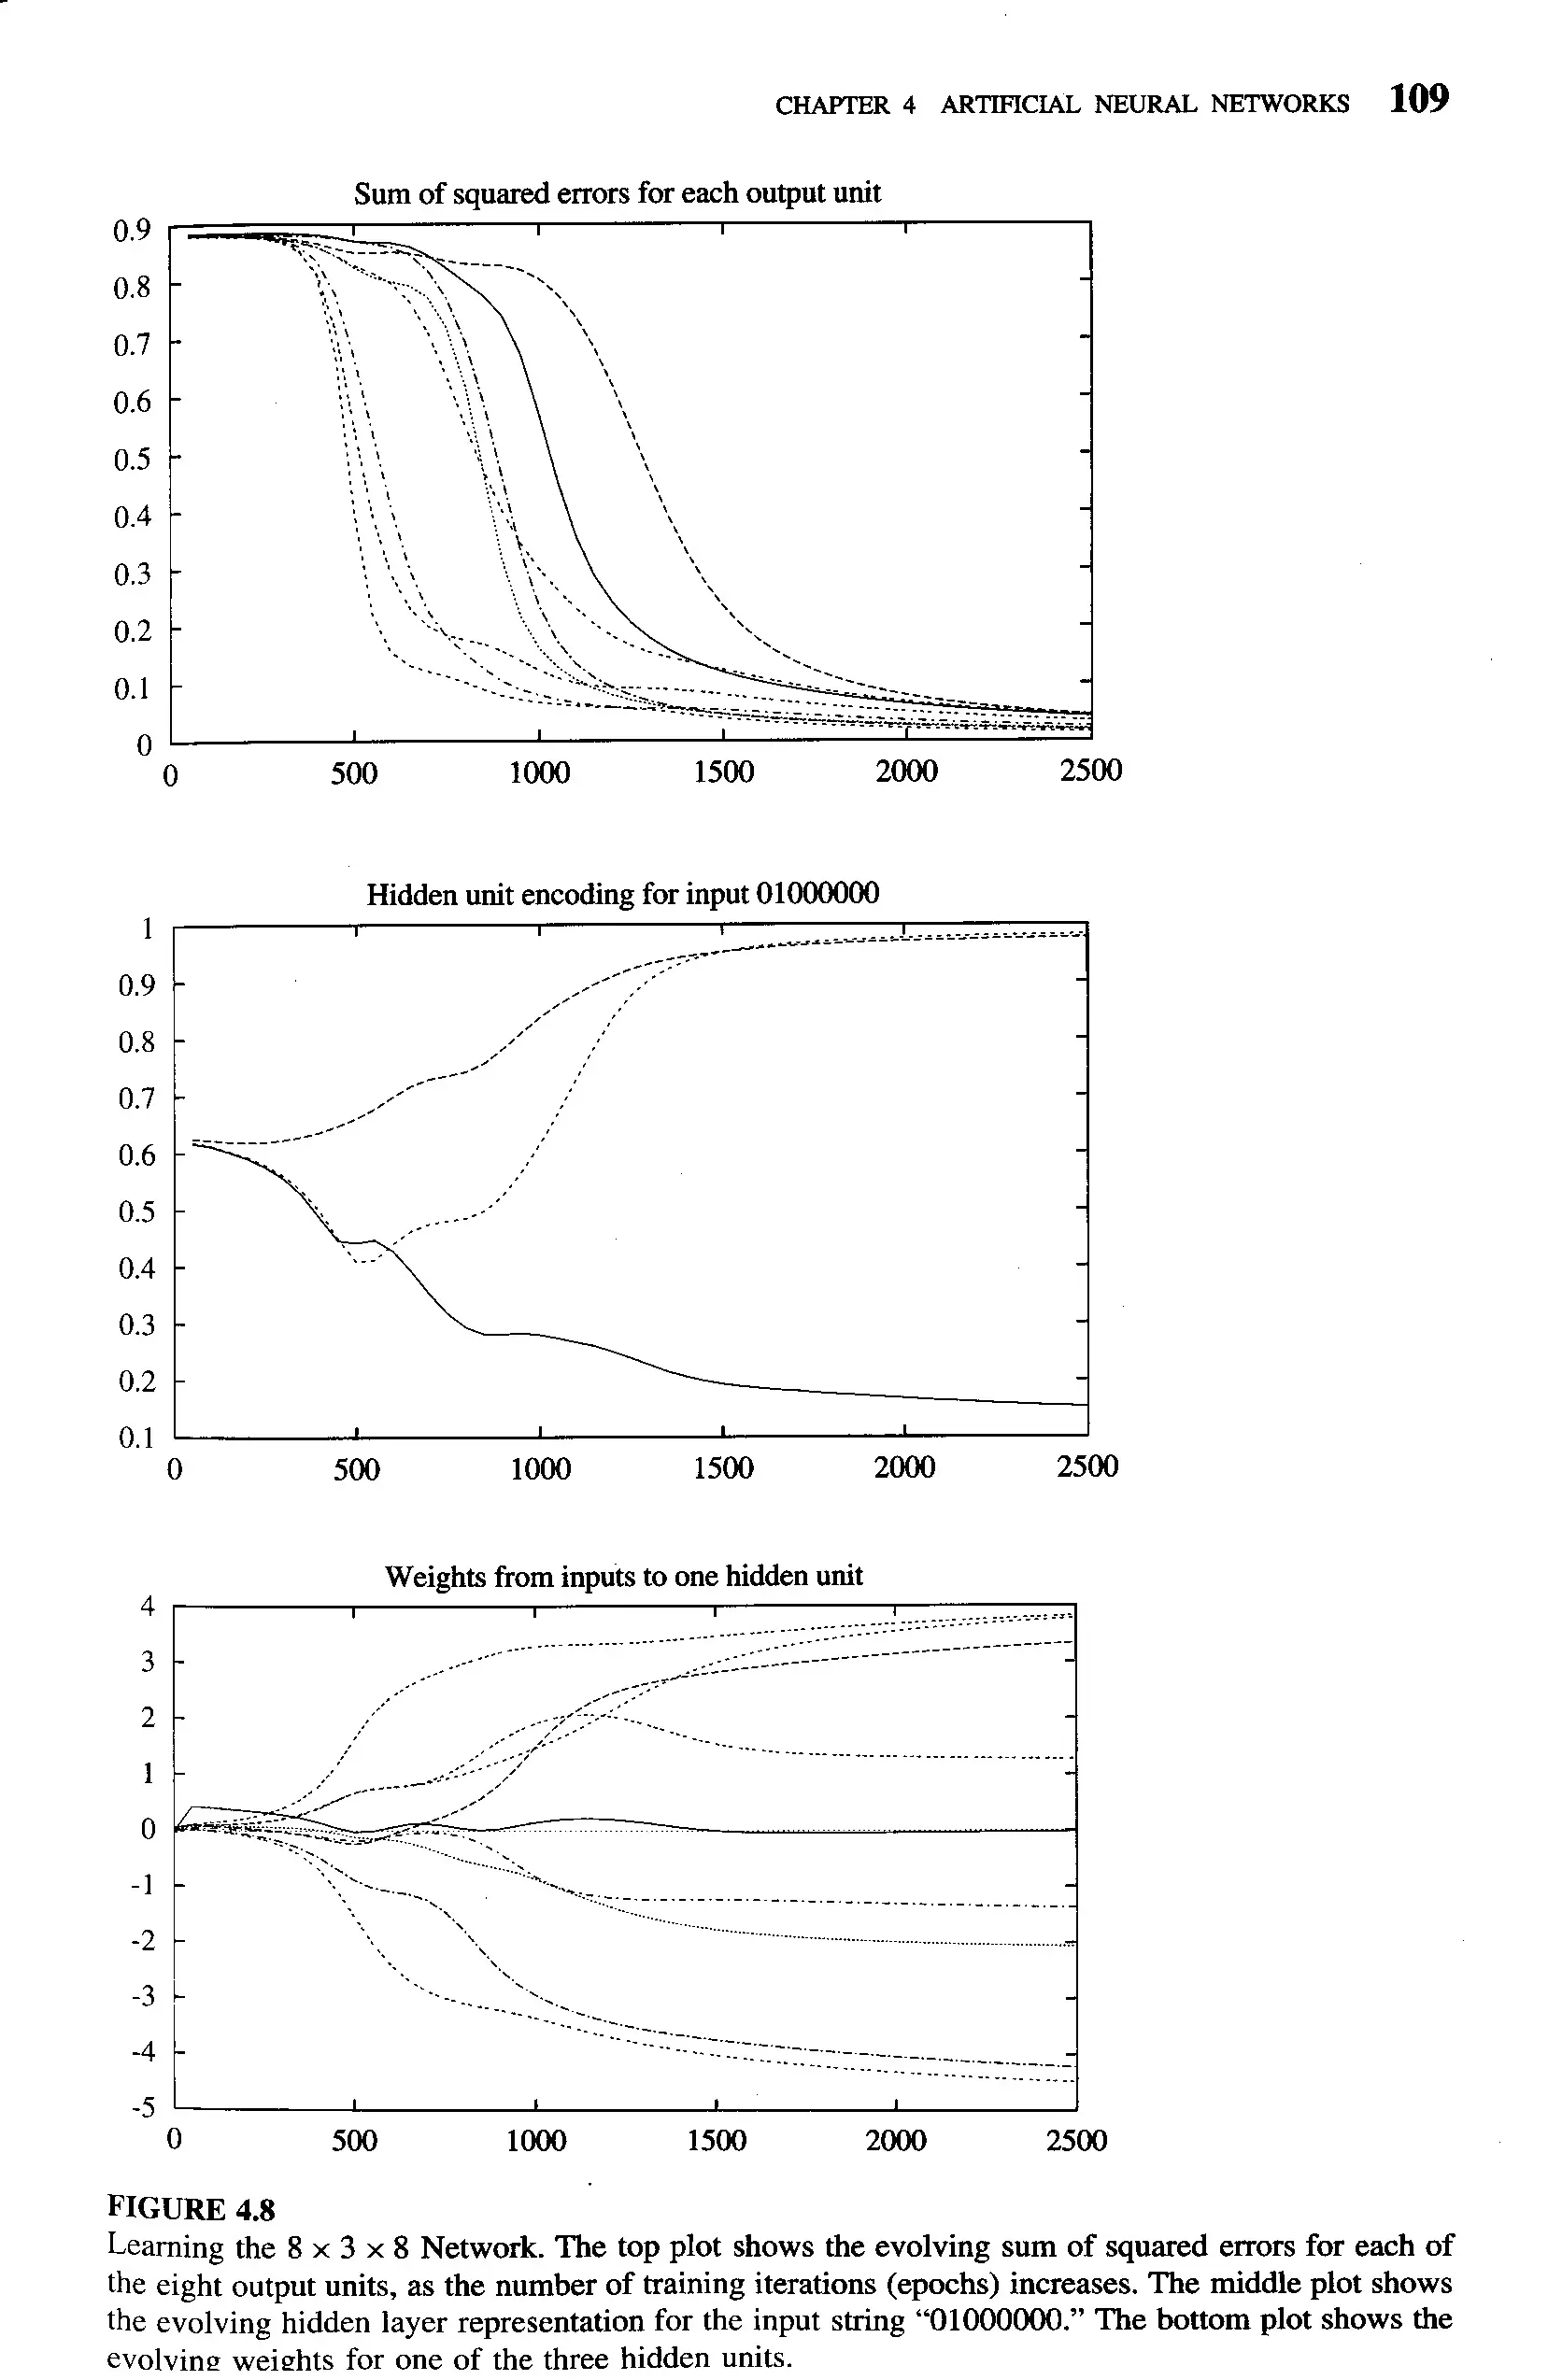 CHAPTER 4 ARTIFICIAL NEURAL NETWORKS 109
Sum of squared errors for each output unit
0.9
0.8
0.7
0.6
0.5
0.4
0.3
0.2
0.1
0
0 500 1000 1500 2000 2500
Hidden unit encoding for input 01000000
1
0.9
0.8
0.7
0.6
0.5
0.4
0.3
0.2
0.1
0 500 1000 1500 2000 2500
Weights from inputs to one hidden unit
4
3
2
1
0
-1
-2
-3
-4
-5
0 500 1000 1500 2000 2500
FIGURE 4.8
Learning the 8 x 3 x 8 Network. The top plot shows the evolving sum of squared errors for each of
the eight output units, as the number of training iterations (epochs) increases. The middle plot shows
the evolving hidden layer representation for the input string “01000000.” The bottom plot shows the
evolving weights for one of the three hidden units.